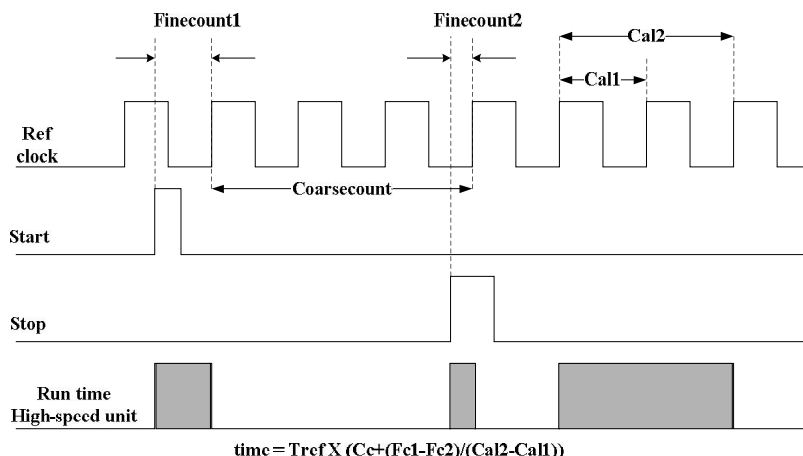 Finecount1
Finecount2
Cal2
Cal1
Ref
clock
Coarsecount
Start
Stop
Run time
High-speed unit
time = Tref X (Cc+(Fc1-Fc2)/(Cal2-Cal1))